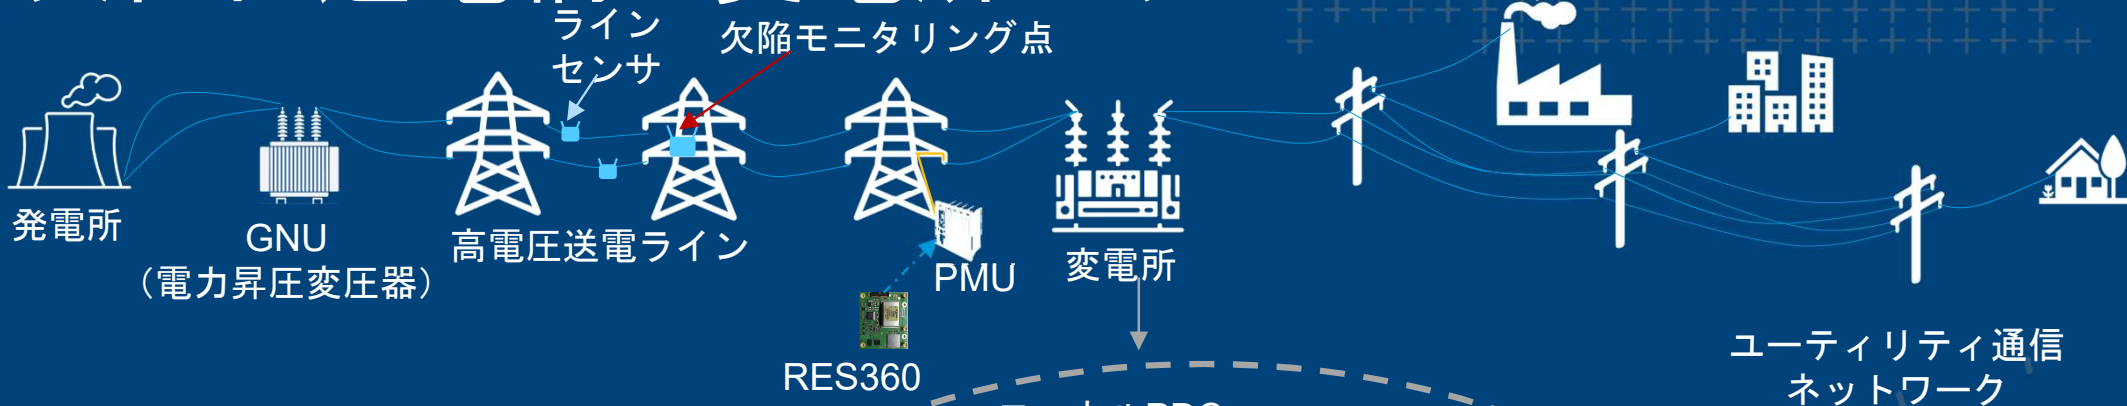 ライン
センサ
欠陥モニタリング点
発電所
GNU
（電力昇圧変圧器）
高電圧送電ライン
PMU
変電所
RES360
ユーティリティ通信
ネットワーク